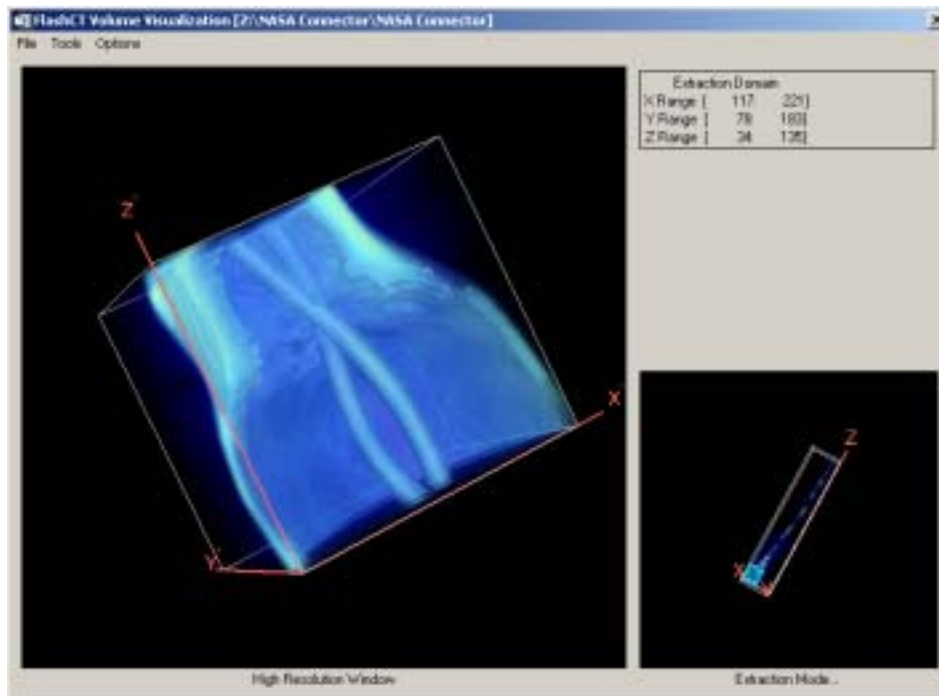 FlashCT Volume Visualization [Z:\NASA Connector\NASA Connector]
File Tools Options
Extraction Domain
X Range [ 117 221]
Y Range [ 78 183]
Z Range [ 34 135]
Z
X
Y
Z
X
Y
High Resolution Window
Extraction Mode...